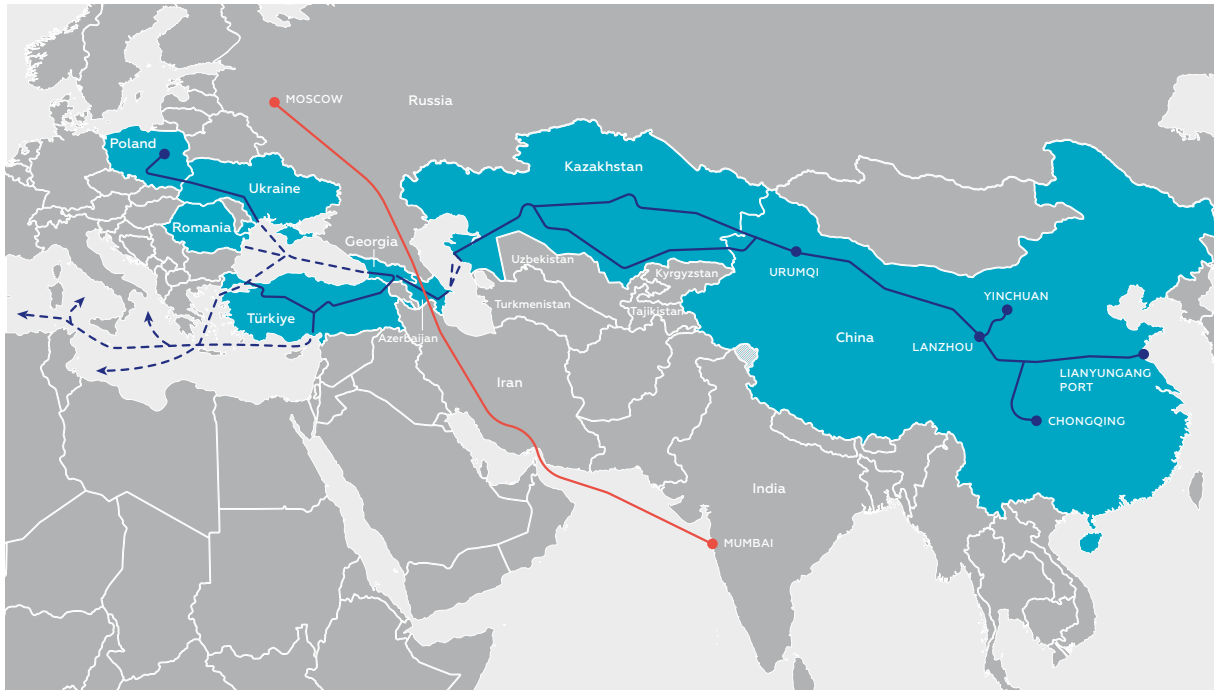 MOSCOW
Russia
Poland
Kazakhstan
Ukraine
Romania
Georgia
Uzbekistan
URUMQI
Kyrgyzstan
YINCHUAN
Turkmenistan
Tajikistan
Türkiye
Azerbaijan
China
LANZHOU
LIANYUNGANG
PORT
Iran
CHONGQING
India
MUMBAI